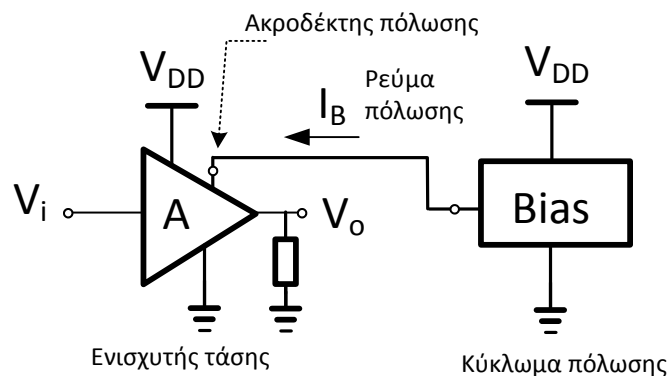 Ακροδέκτης πόλωσης
V_DD
I_B
Ρεύμα
πόλωσης
V_DD
V_i
A
V_o
Bias
Ενισχυτής τάσης
Κύκλωμα πόλωσης